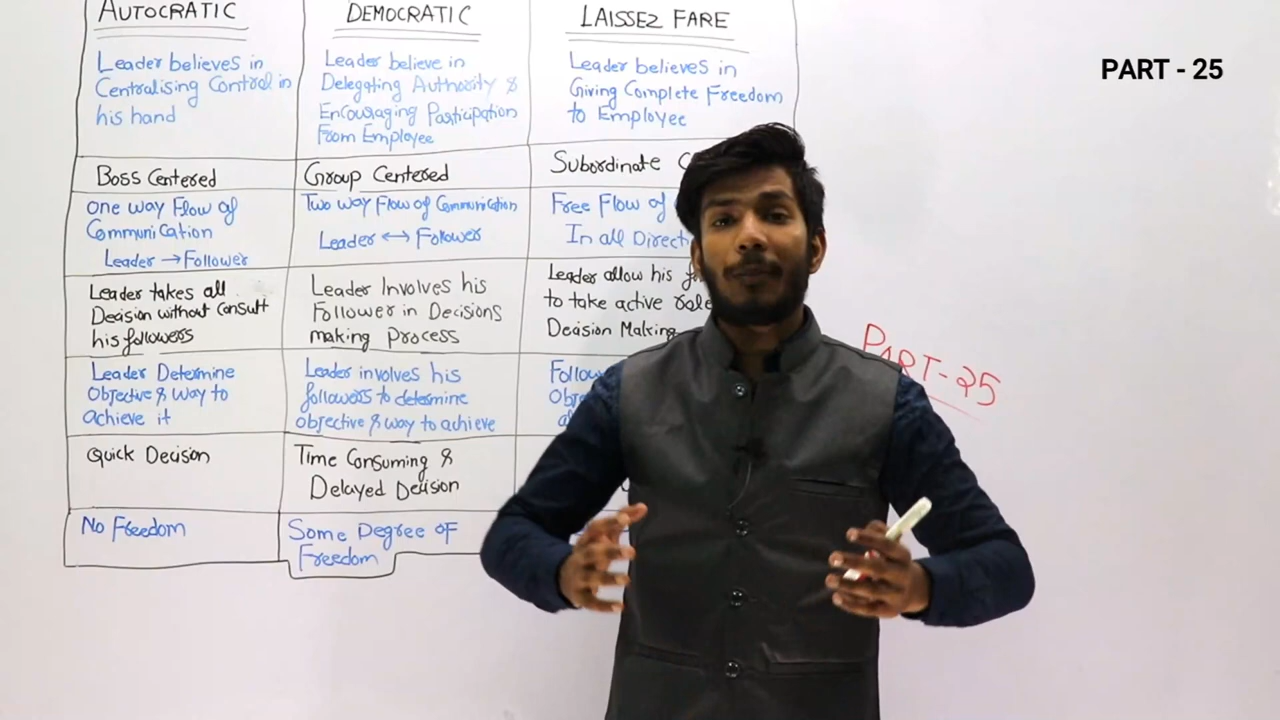 AUTOCRATIC
Leader believes in
Centralising Control in
his hand
Boss Centered
One way Flow of
Communication
Leader → Follower
Leader takes all
Decision without Consult
his followers
Leader Determine
Objective & Way to
achieve it
Quick Decision
No Freedom
DEMOCRATIC
Leader believe in
Delegating Authority &
Encouraging Participation
From Employee
Group Centered
Two way Flow of Communication
Leader ↔ Follower
Leader Involves his
Follower in Decisions
making Process
Leader involves his
followers to determine
objective & way to achieve
Time Consuming &
Delayed Decision
Some Degree of
Freedom
LAISSEZ FARE
Leader believes in
Giving Complete Freedom
to Employee
Subordinate
Free Flow of
In all
Leader allow his
to take active role
Decision Making
PART - 25
PART-25